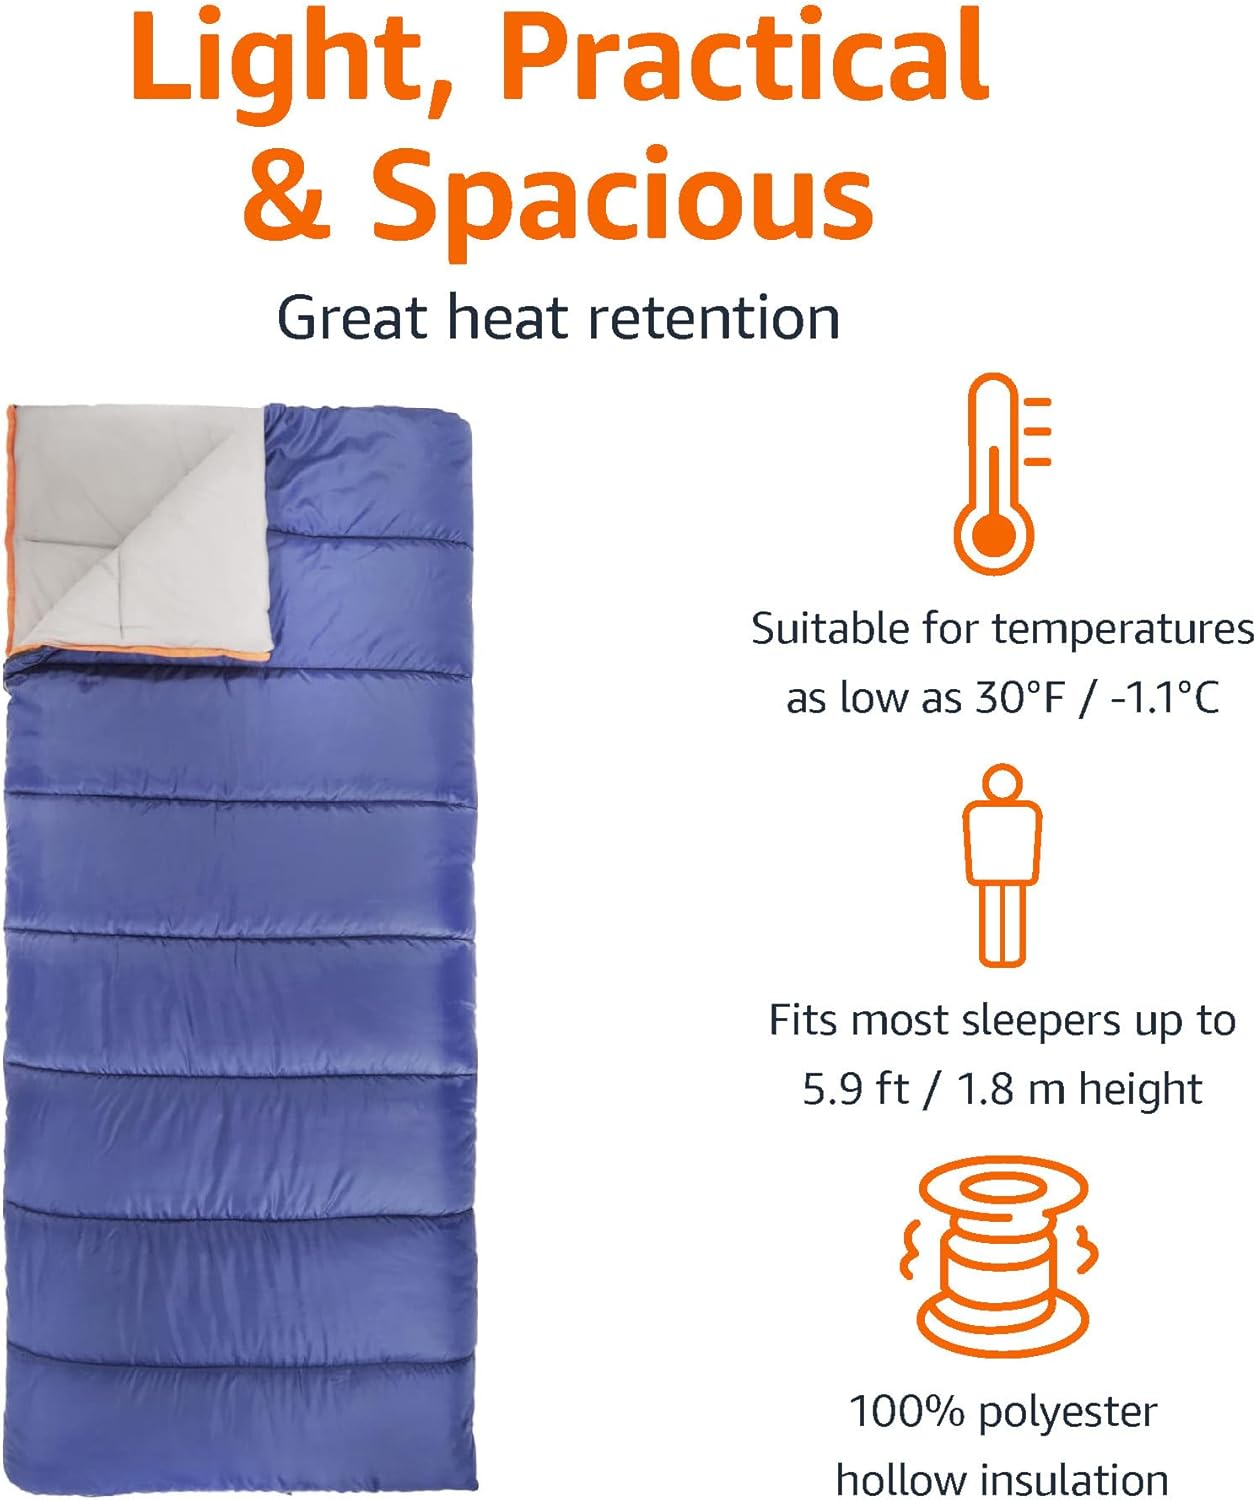 Light, Practical
& Spacious
Great heat retention
Suitable for temperatures
as low as 30°F / -1.1°C
Fits most sleepers up to
5.9 ft / 1.8 m height
100% polyester
hollow insulation